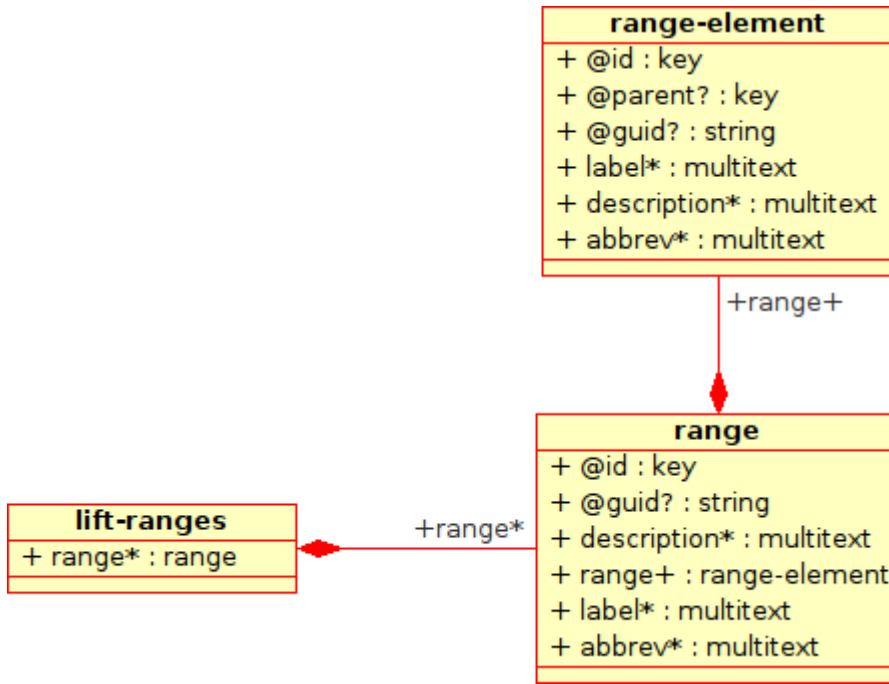 range-element
+ @id : key
+ @parent? : key
+ @guid? : string
+ label* : multitext
+ description* : multitext
+ abbrev* : multitext
+range+
range
+ @id : key
+ @guid? : string
+ description* : multitext
+ range+ : range-element
+ label* : multitext
+ abbrev* : multitext
+range*
lift-ranges
+ range* : range